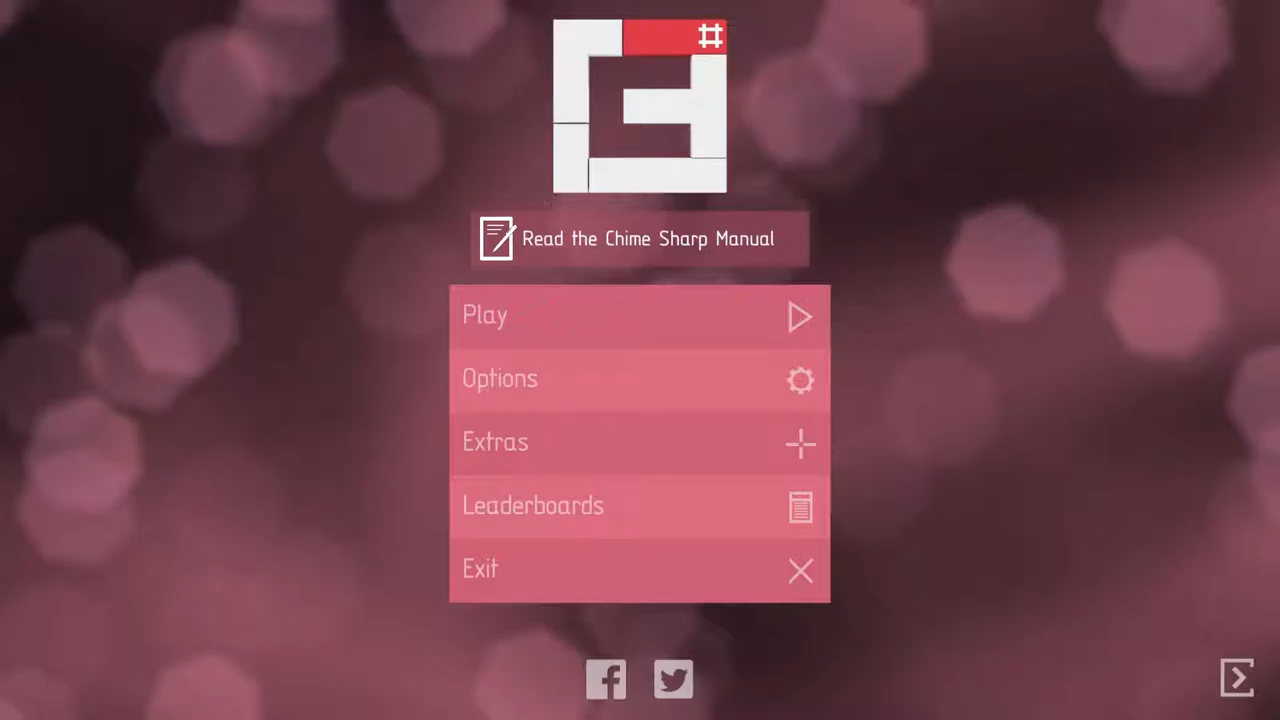 #
Read the Chime Sharp Manual
Play
Options
Extras
Leaderboards
Exit